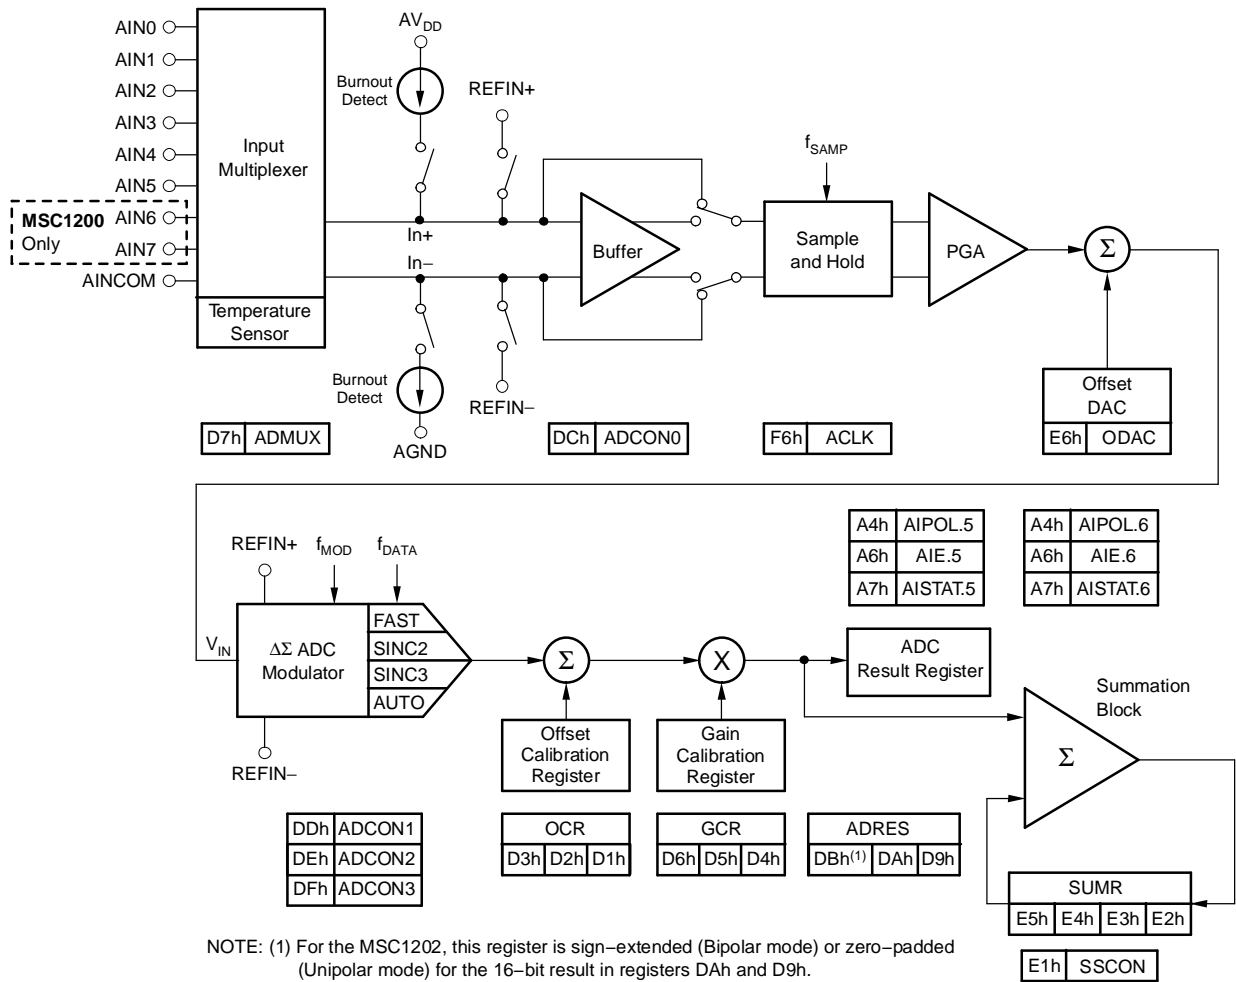 AIN0
AIN1
AIN2
AIN3
AIN4
AIN5
MSC1200 AIN6
Only
AIN7
AINCOM
Input
Multiplexer
Temperature
Sensor
AVDD
Burnout
Detect
REFIN+
In+
In−
Burnout
Detect
REFIN−
AGND
Buffer
fSAMP
Sample
and Hold
PGA
Σ
Offset
DAC
E6h ODAC
D7h ADMUX
DCh ADCON0
F6h ACLK
A4h AIPOL.5
A6h AIE.5
A7h AISTAT.5
A4h AIPOL.6
A6h AIE.6
A7h AISTAT.6
REFIN+
fMOD
fDATA
VIN
ΔΣ ADC
Modulator
FAST
SINC2
SINC3
AUTO
REFIN−
Σ
Offset
Calibration
Register
X
Gain
Calibration
Register
ADC
Result Register
Summation
Block
Σ
DDh ADCON1
DEh ADCON2
DFh ADCON3
OCR
D3h D2h D1h
GCR
D6h D5h D4h
ADRES
DBh(1) DAh D9h
SUMR
E5h E4h E3h E2h
E1h SSCON
NOTE: (1) For the MSC1202, this register is sign−extended (Bipolar mode) or zero−padded
(Unipolar mode) for the 16−bit result in registers DAh and D9h.